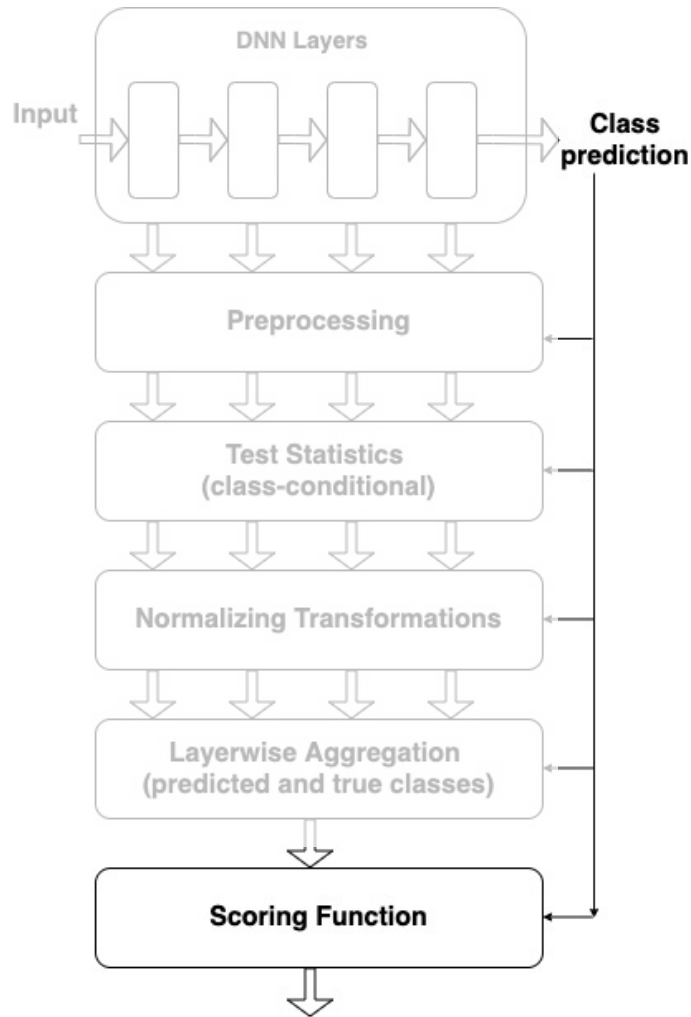 DNN Layers
Input
Class
prediction
Preprocessing
Test Statistics
(class-conditional)
Normalizing Transformations
Layerwise Aggregation
(predicted and true classes)
Scoring Function